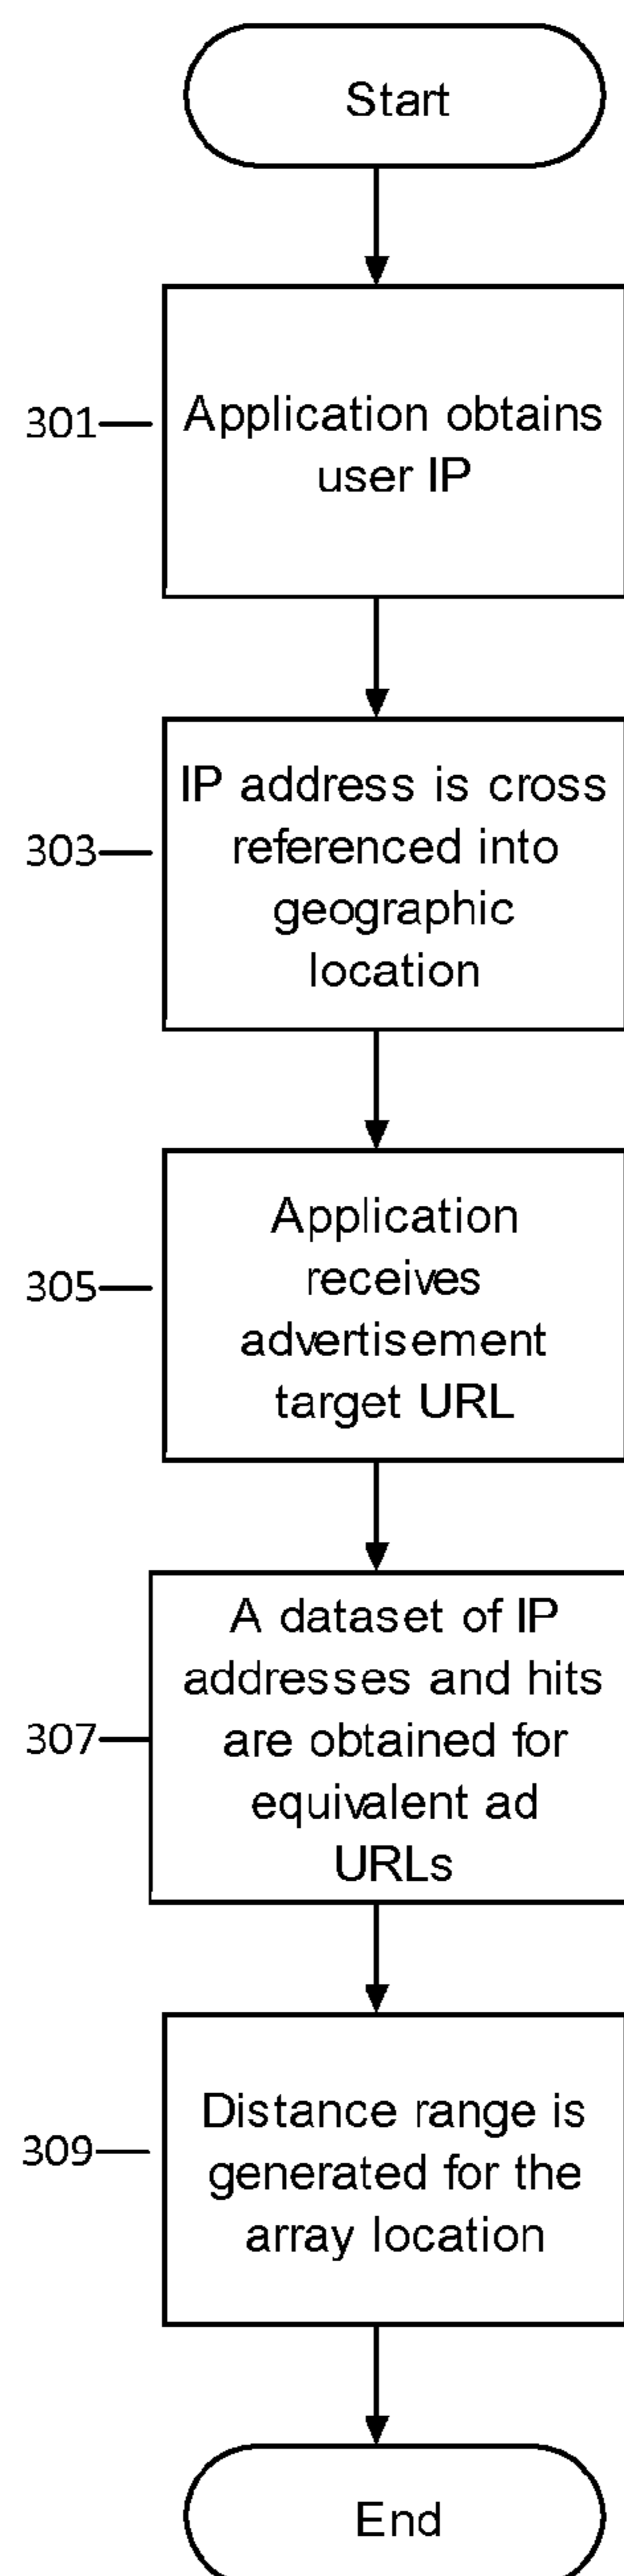 Start
301
Application obtains
user IP
303
IP address is cross
referenced into
geographic
location
305
Application
receives
advertisement
target URL
307
A dataset of IP
addresses and hits
are obtained for
equivalent ad
URLs
309
Distance range is
generated for the
array location
End